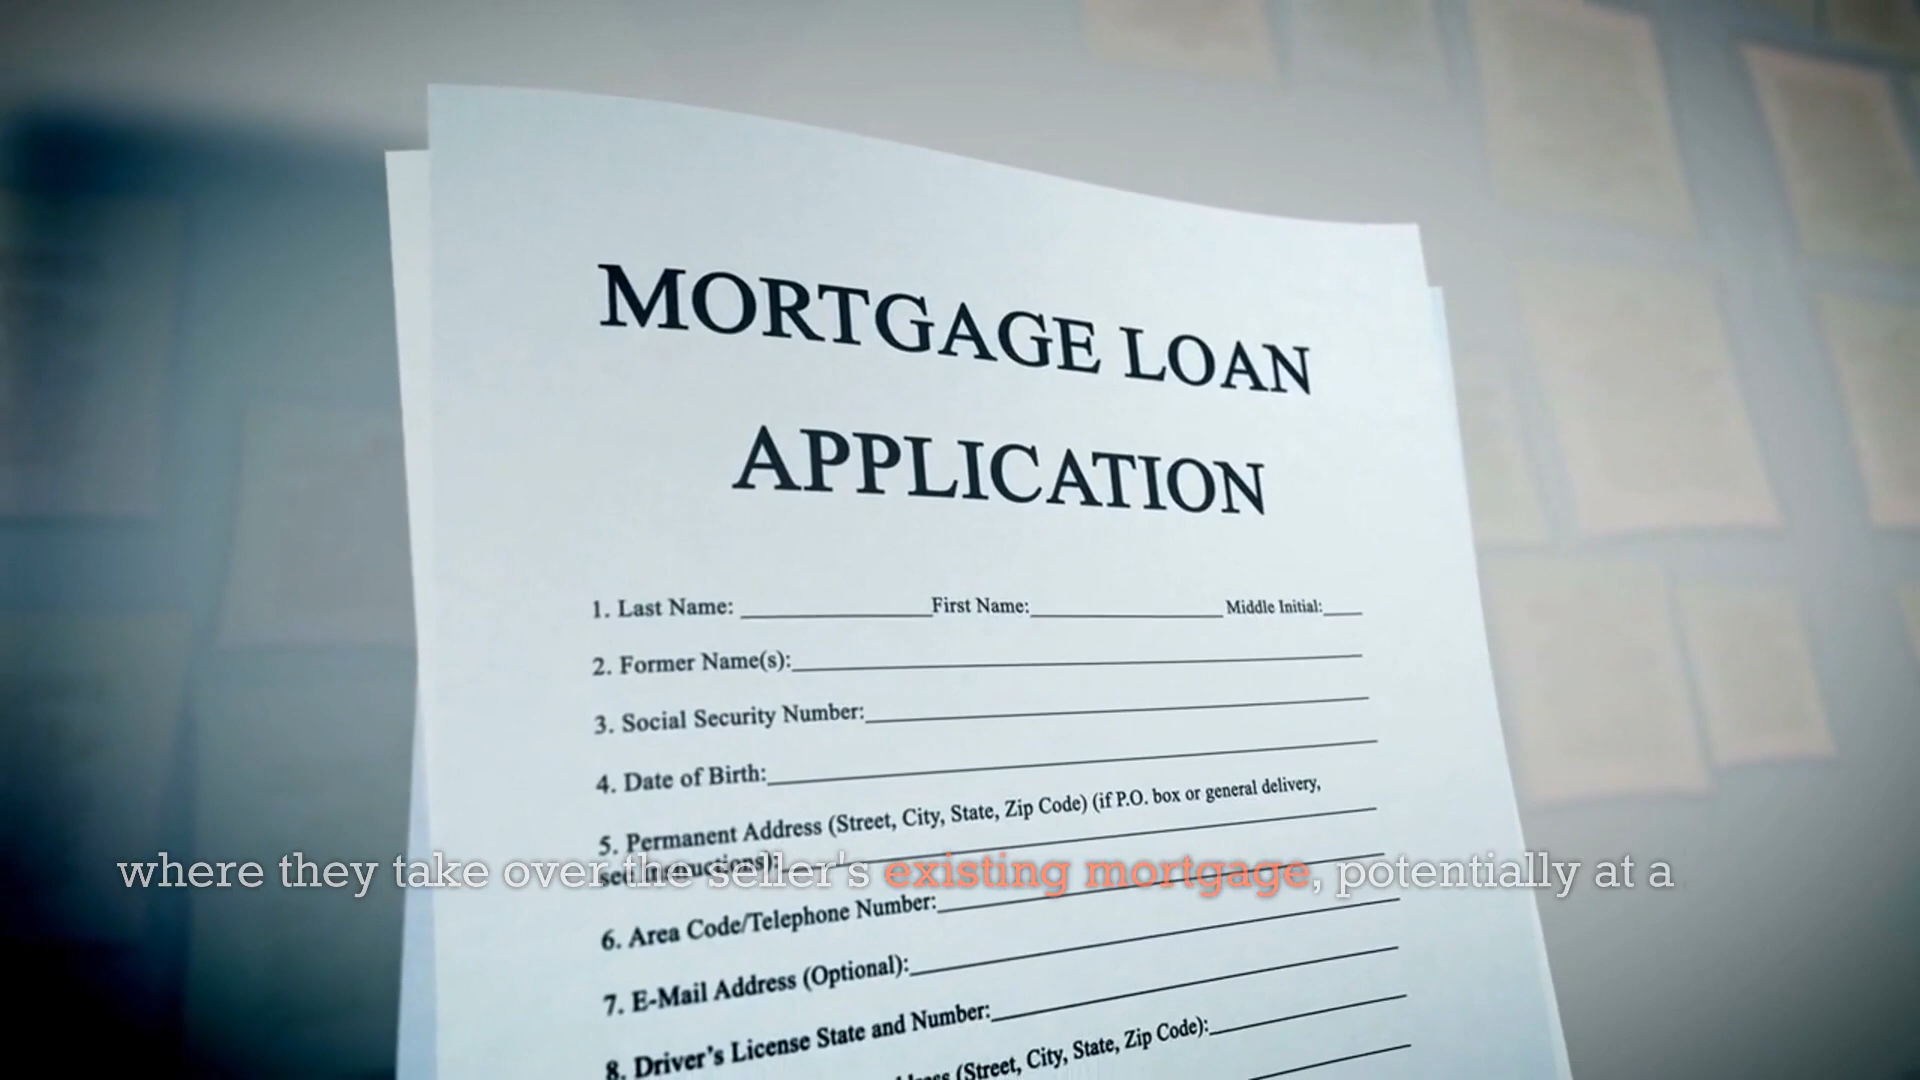 MORTGAGE LOAN
APPLICATION
1. Last Name: First Name: Middle Initial:
2. Former Name(s):
3. Social Security Number:
4. Date of Birth:
5. Permanent Address (Street, City, State, Zip Code) (if P.O. box or general delivery,
see instructions):
where they take over the seller's existing mortgage, potentially at a
6. Area Code/Telephone Number:
7. E-Mail Address (Optional):
8. Driver's License State and Number:
(Street, City, State, Zip Code):